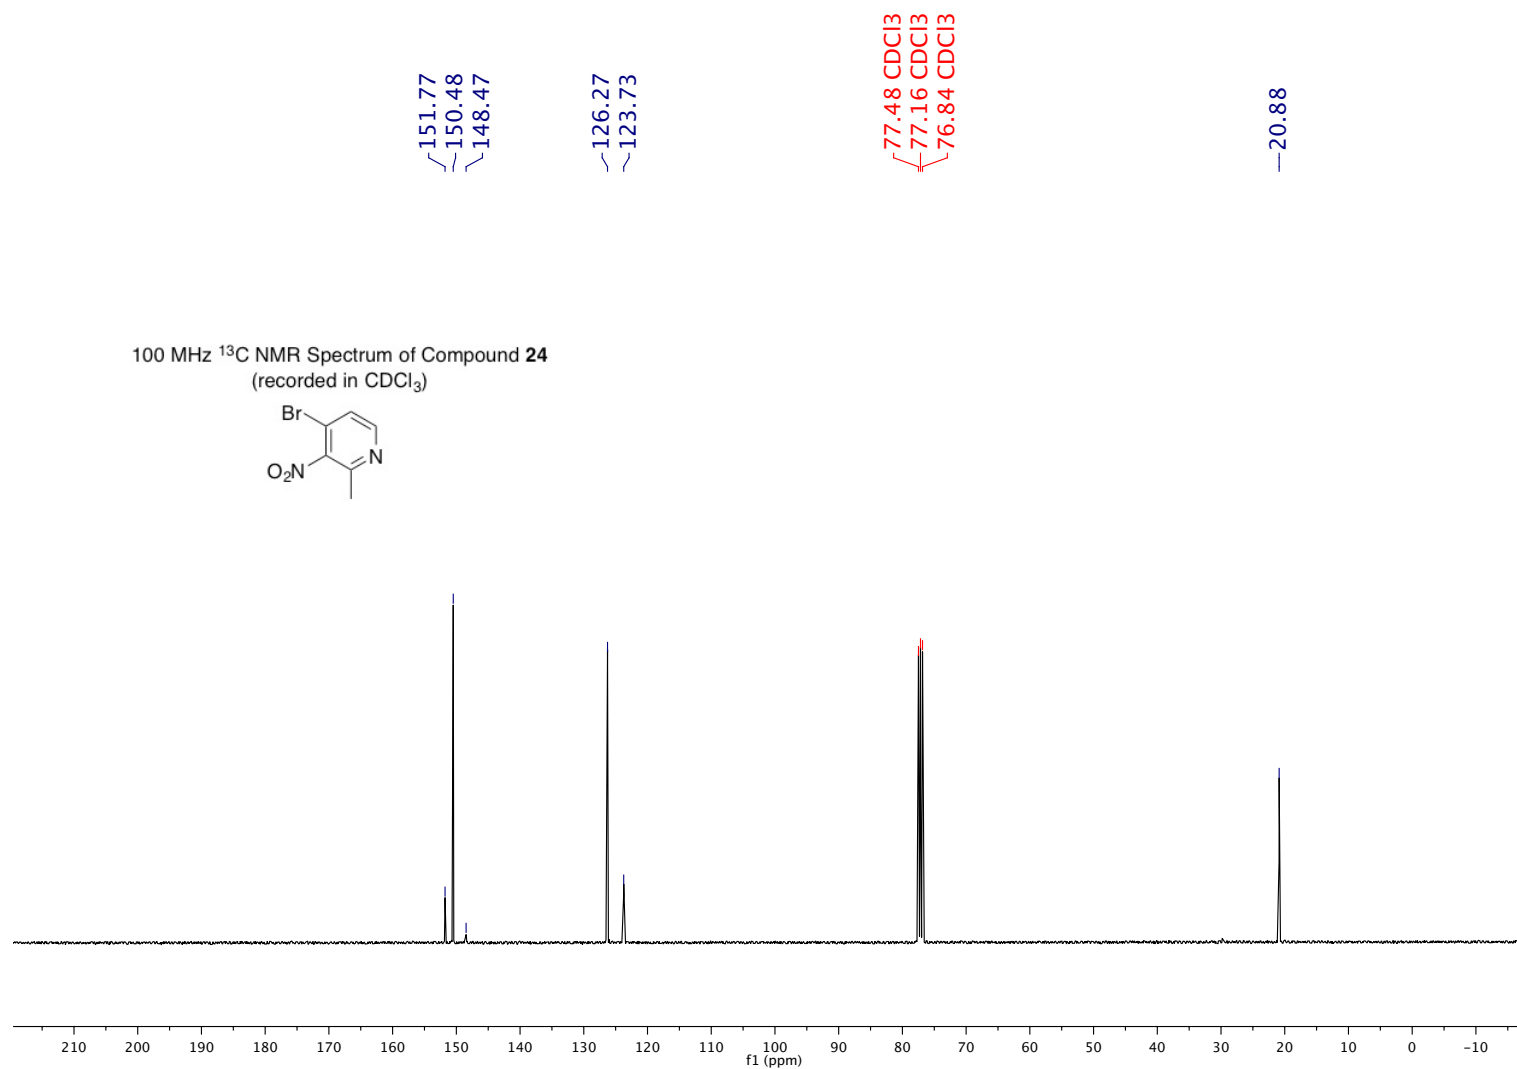 151.77
150.48
148.47
126.27
123.73
77.48 CDCl3
77.16 CDCl3
76.84 CDCl3
20.88
100 MHz ¹³C NMR Spectrum of Compound 24
(recorded in CDCl₃)
Br
O₂N
N
210 200 190 180 170 160 150 140 130 120 110 100 90 80 70 60 50 40 30 20 10 0 −10
f1 (ppm)